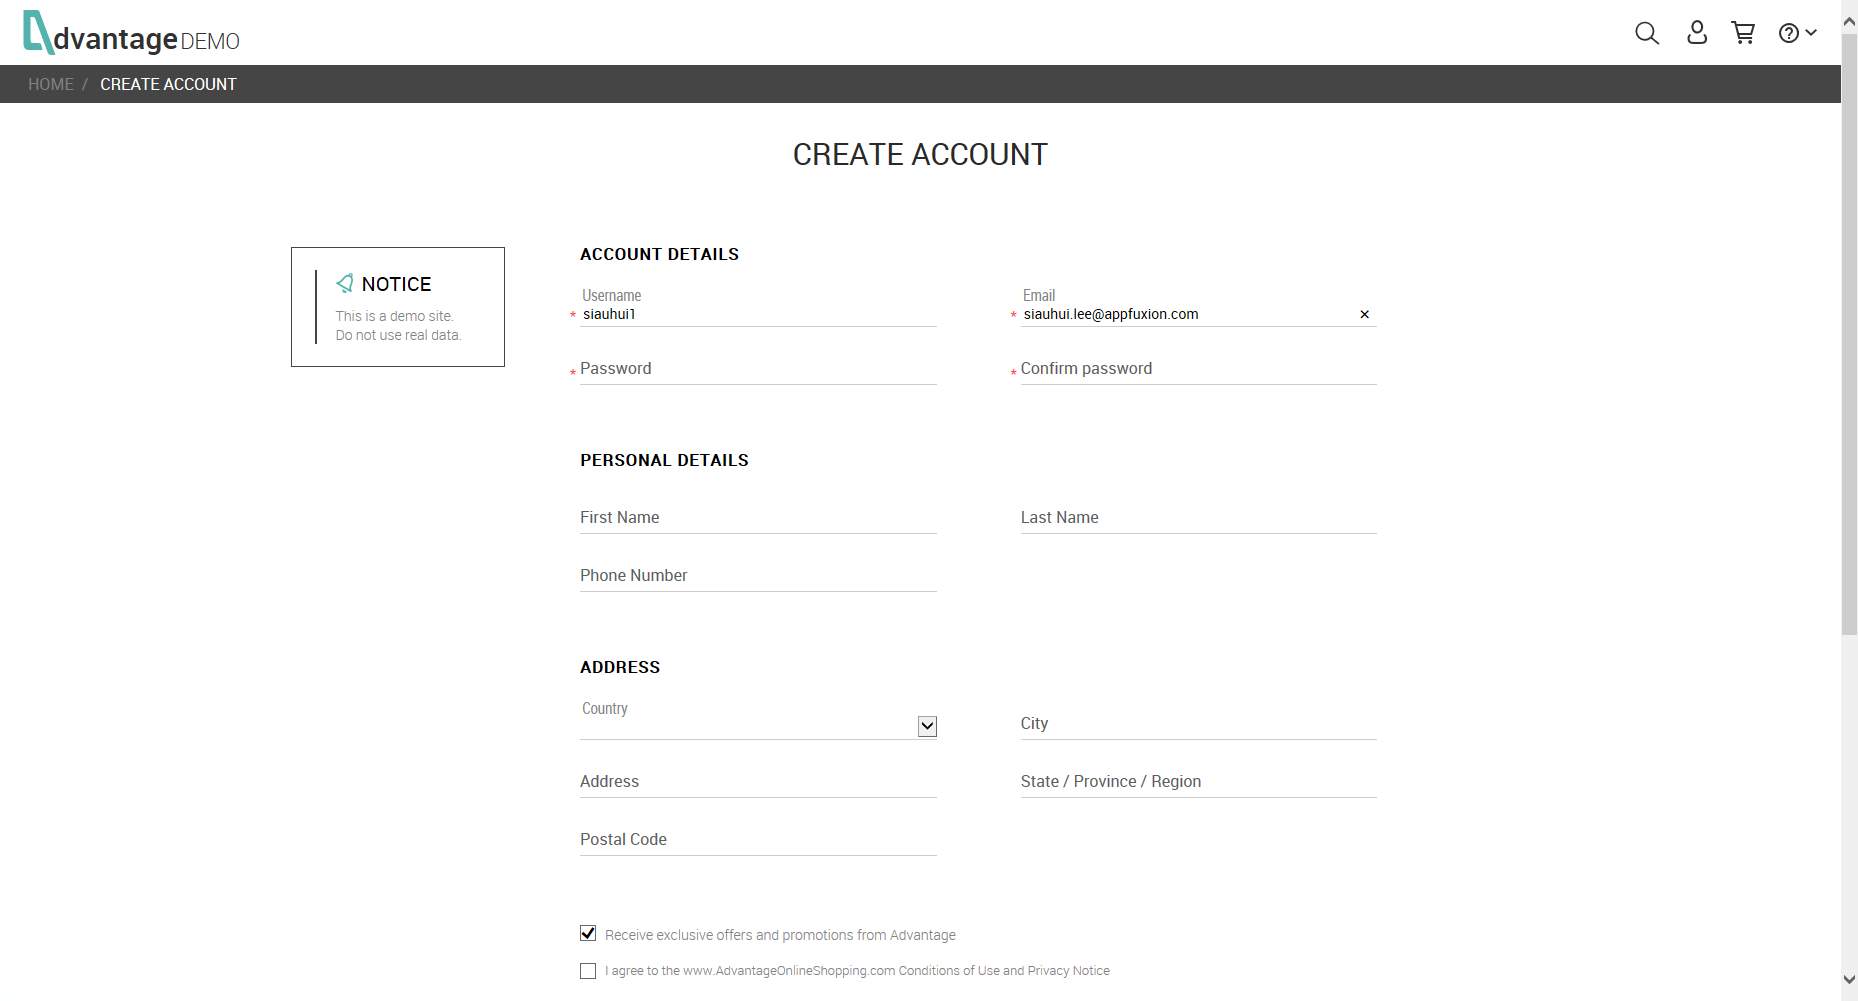 dvantage DEMO
HOME / CREATE ACCOUNT
CREATE ACCOUNT
NOTICE
This is a demo site.
Do not use real data.
ACCOUNT DETAILS
Username
* siauhui1
Email
* siauhui.lee@appfuxion.com ×
* Password
* Confirm password
PERSONAL DETAILS
First Name
Last Name
Phone Number
ADDRESS
Country
City
Address
State / Province / Region
Postal Code
Receive exclusive offers and promotions from Advantage
I agree to the www.AdvantageOnlineShopping.com Conditions of Use and Privacy Notice